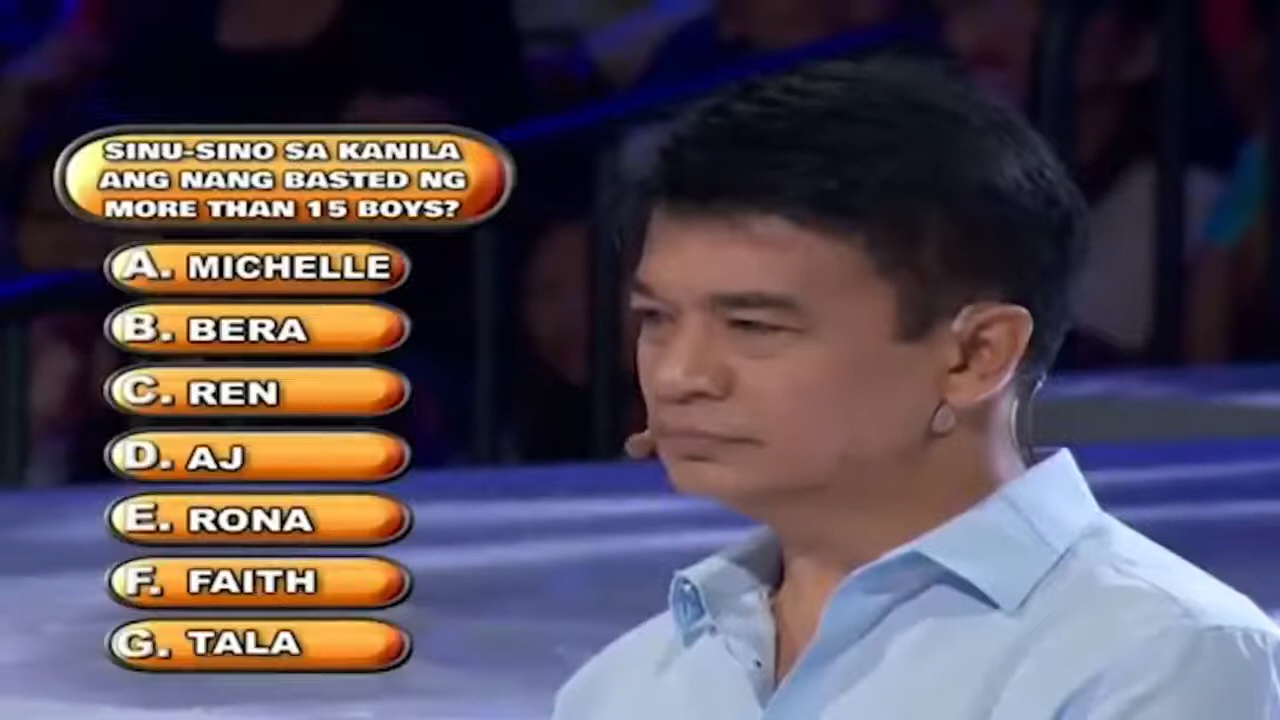 SINU-SINO SA KANILA
ANG NANG BASTED NG
MORE THAN 15 BOYS?
A. MICHELLE
B. BERA
C. REN
D. AJ
E. RONA
F. FAITH
G. TALA